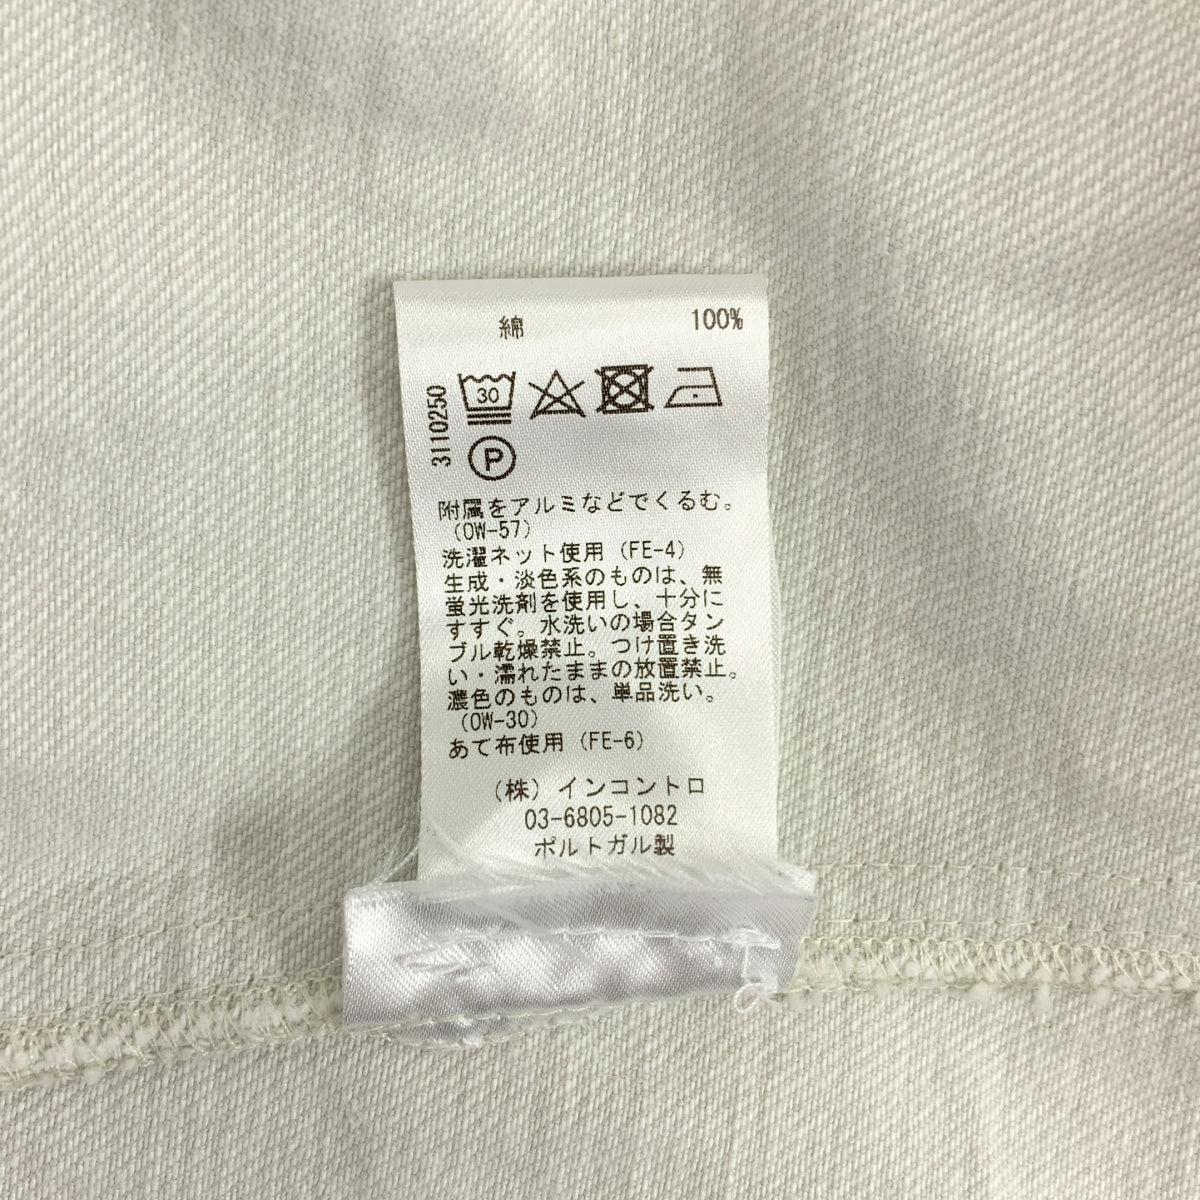 綿 100%
3110250
30
P
附属をアルミなどでくるむ。
(OW-57)
洗濯ネット使用(FE-4)
生成・淡色系のものは、無
蛍光洗剤を使用し、十分に
すすぐ。水洗いの場合タン
ブル乾燥禁止。つけ置き洗
い・濡れたままの放置禁止。
濃色のものは、単品洗い。
(OW-30)
あて布使用(FE-6)
(株)インコントロ
03-6805-1082
ポルトガル製